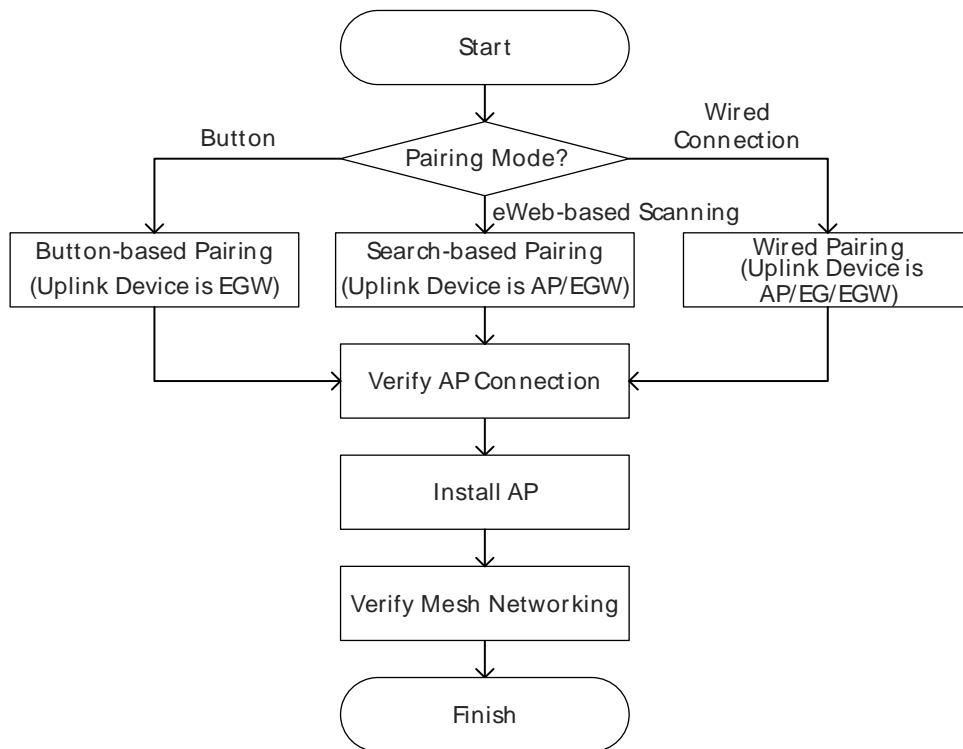 Start
Pairing Mode?
Button
Wired
Connection
eWeb-based Scanning
Button-based Pairing
(Uplink Device is EGW)
Search-based Pairing
(Uplink Device is AP/EGW)
Wired Pairing
(Uplink Device is
AP/EG/EGW)
Verify AP Connection
Install AP
Verify Mesh Networking
Finish